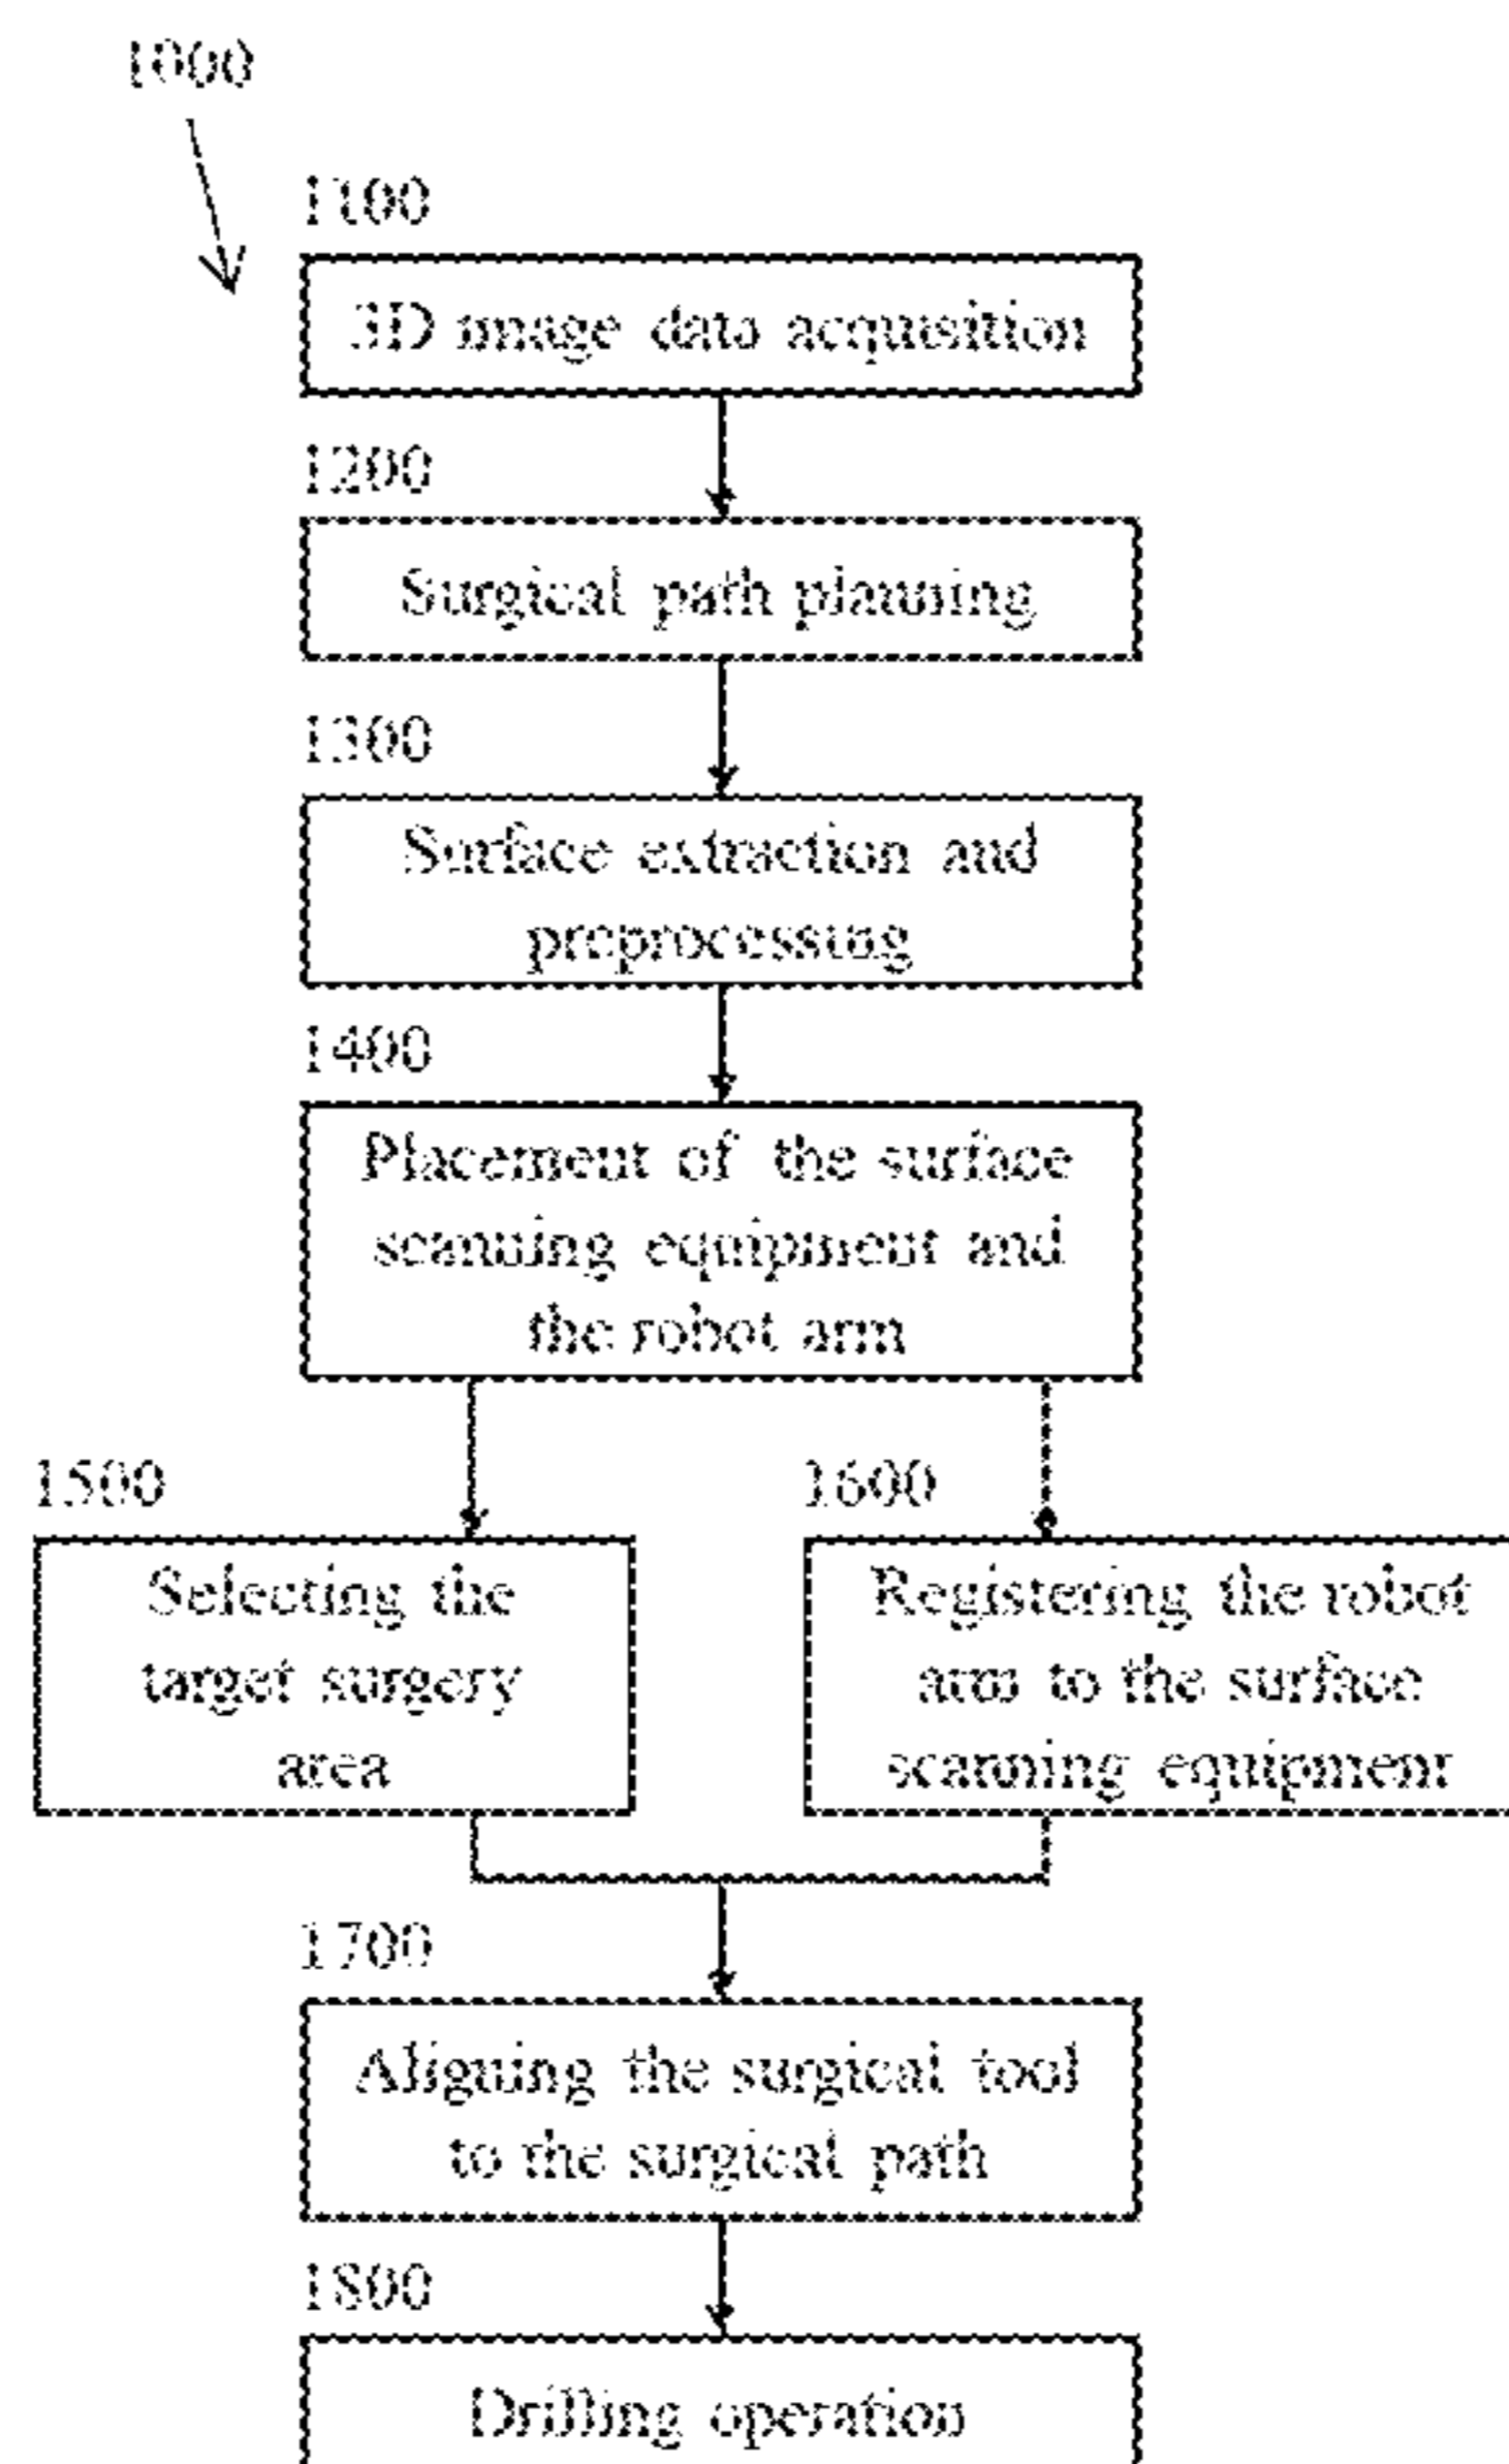 1000
1100
3D image data acquisition
1200
Surgical path planning
1300
Surface extraction and
preprocessing
1400
Placement of the surface
scanning equipment and
the robot arm
1500
Selecting the
target surgery
area
1600
Registering the robot
arm to the surface
scanning equipment
1700
Aligning the surgical tool
to the surgical path
1800
Drilling operation